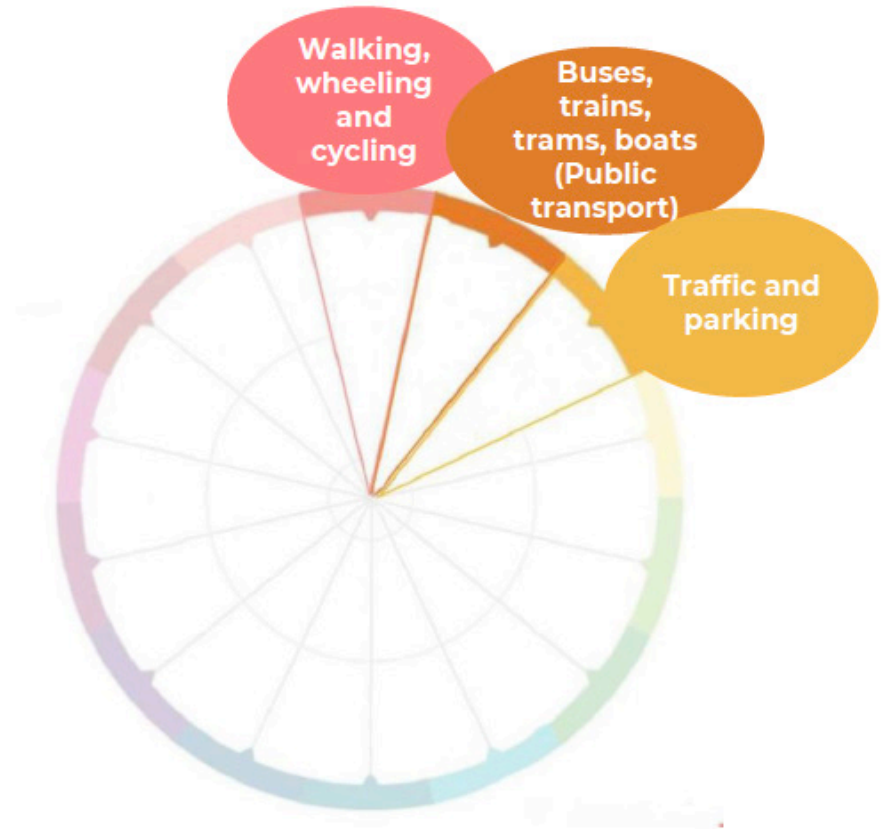 Walking,
wheeling
and
cycling
Buses,
trains,
trams, boats
(Public
transport)
Traffic and
parking